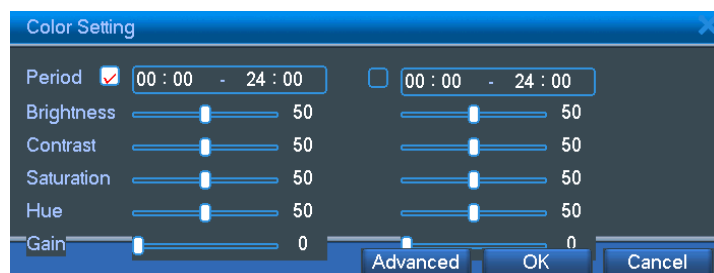 Color Setting
Period 00 : 00 - 24 : 00 00 : 00 - 24 : 00
Brightness 50 50
Contrast 50 50
Saturation 50 50
Hue 50 50
Gain 0 0
Advanced OK Cancel